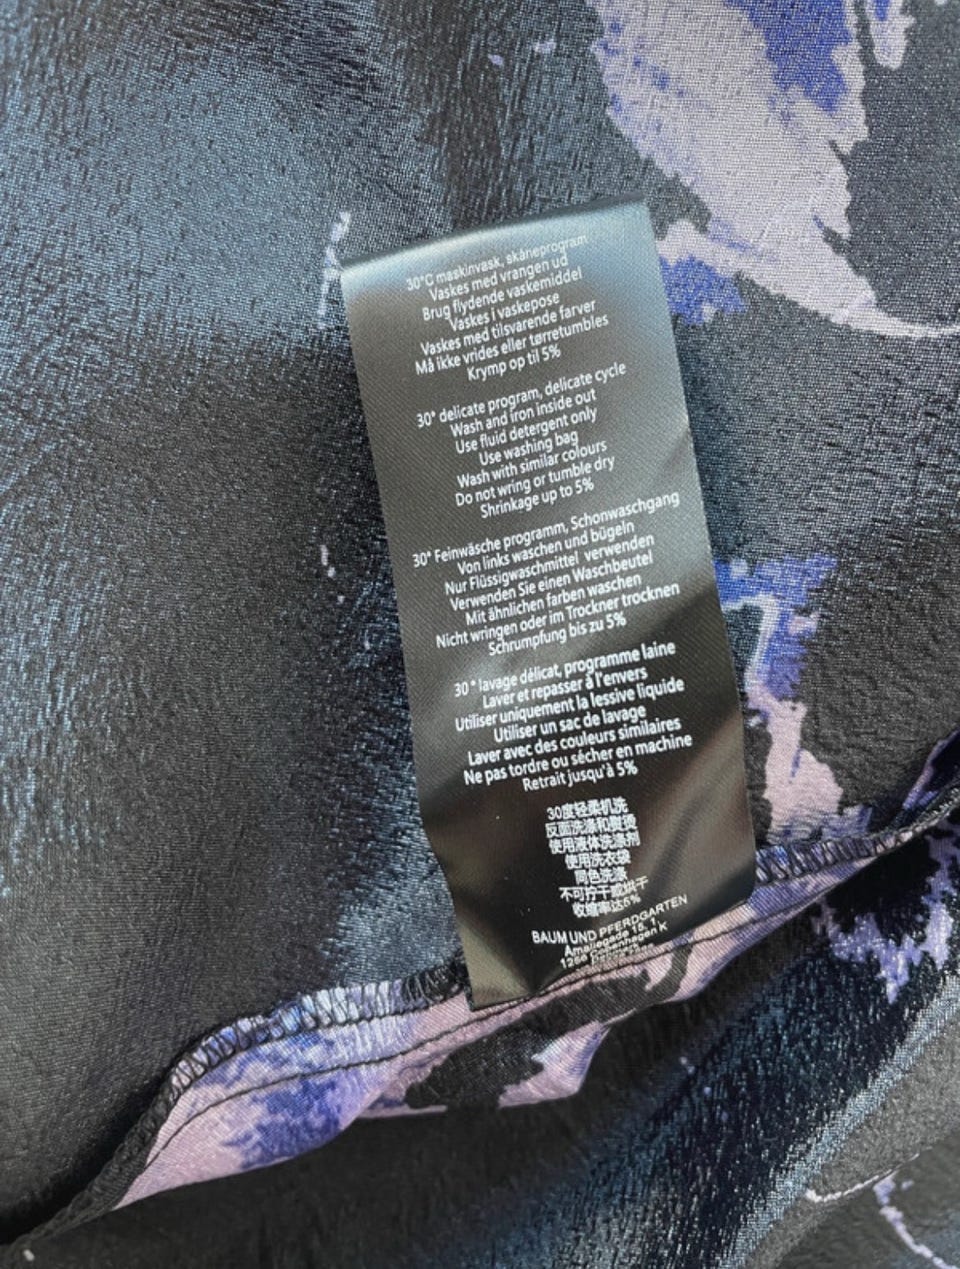 30°C maskinvask, skåneprogram
Vaskes med vrangen ud
Brug flydende vaskemiddel
Vaskes i vaskepose
Vaskes med tilsvarende farver
Må ikke vrides eller tørretumbles
Krymp op til 5%
30° delicate program, delicate cycle
Wash and iron inside out
Use fluid detergent only
Use washing bag
Wash with similar colours
Do not wring or tumble dry
Shrinkage up to 5%
30° Feinwäsche programm, Schonwaschgang
Von links waschen und bügeln
Nur Flüssigwaschmittel verwenden
Verwenden Sie einen Waschbeutel
Mit ähnlichen farben waschen
Nicht wringen oder im Trockner trocknen
Schrumpfung bis zu 5%
30° lavage délicat, programme laine
Laver et repasser à l'envers
Utiliser uniquement la lessive liquide
Utiliser un sac de lavage
Laver avec des couleurs similaires
Ne pas tordre ou sécher en machine
Retrait jusqu'à 5%
30度轻柔机洗
反面洗涤和熨烫
使用液体洗涤剂
使用洗衣袋
同色洗涤
不可拧干或烘干
收缩率达5%
BAUM UND PFERDGARTEN
Amaliegade 15, 1
Copenhagen K